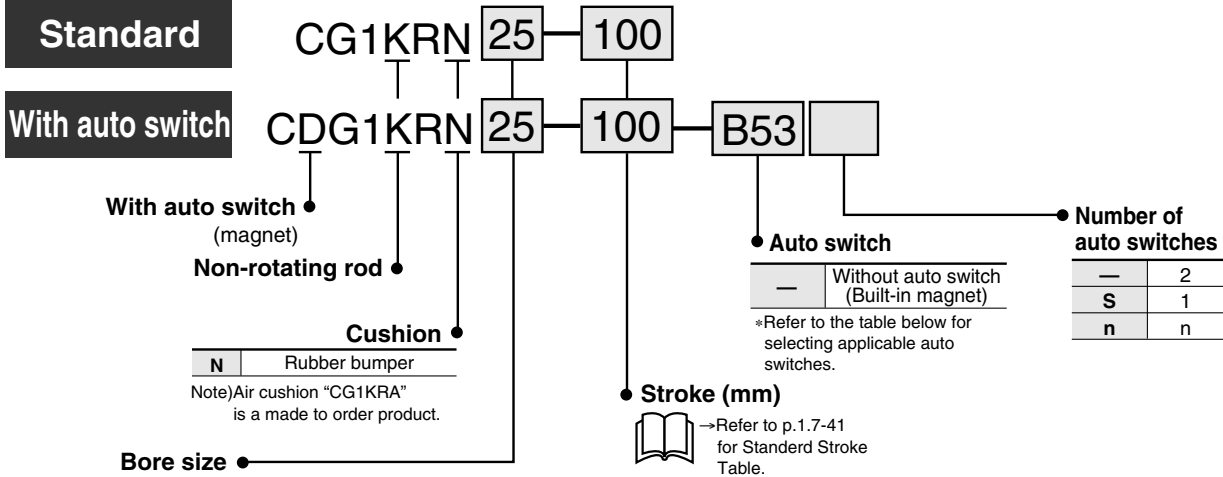 Standard CG1KRN 25 — 100
With auto switch CDG1KRN 25 — 100 — B53
With auto switch
(magnet)
Non-rotating rod
Cushion
N Rubber bumper
Note)Air cushion “CG1KRA”
is a made to order product.
Bore size
Stroke (mm)
→Refer to p.1.7-41
for Standerd Stroke
Table.
Auto switch
— Without auto switch
(Built-in magnet)
*Refer to the table below for
selecting applicable auto
switches.
Number of
auto switches
— 2
S 1
n n